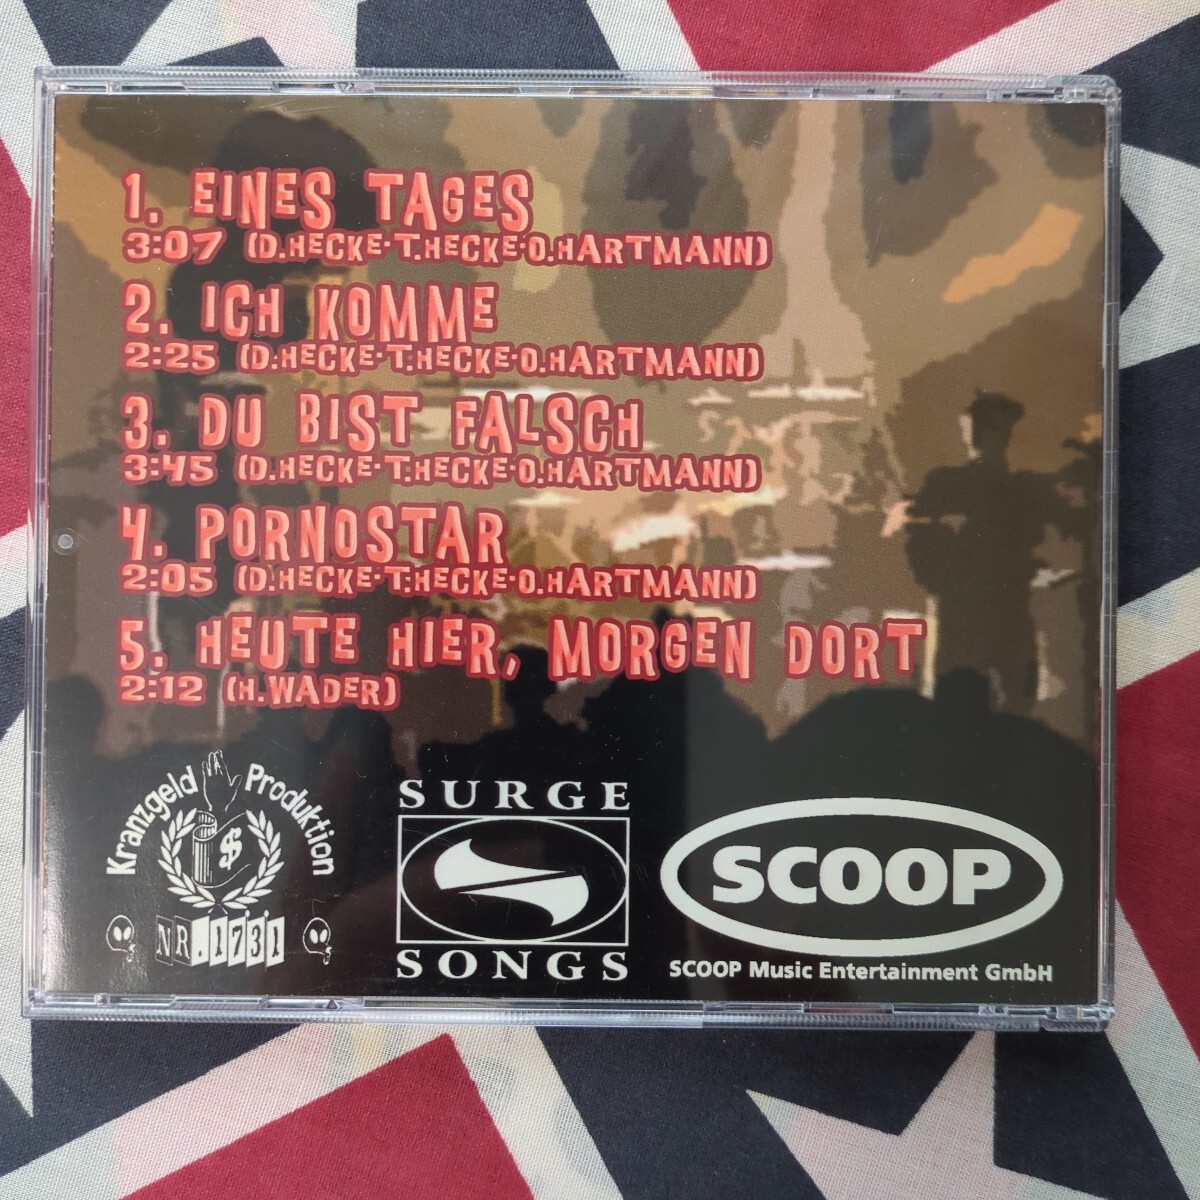 1. EINES TAGES
3:07 (D.HECKE·T.HECKE·O.HARTMANN)
2. ICH KOMME
2:25 (D.HECKE·T.HECKE·O.HARTMANN)
3. DU BIST FALSCH
3:45 (D.HECKE·T.HECKE·O.HARTMANN)
4. PORNOSTAR
2:05 (D.HECKE·T.HECKE·O.HARTMANN)
5. HEUTE HIER, MORGEN DORT
2:12 (H.WADER)
Kranzgeld Produktion
$
NR.1731
SURGE
SONGS
SCOOP
SCOOP Music Entertainment GmbH